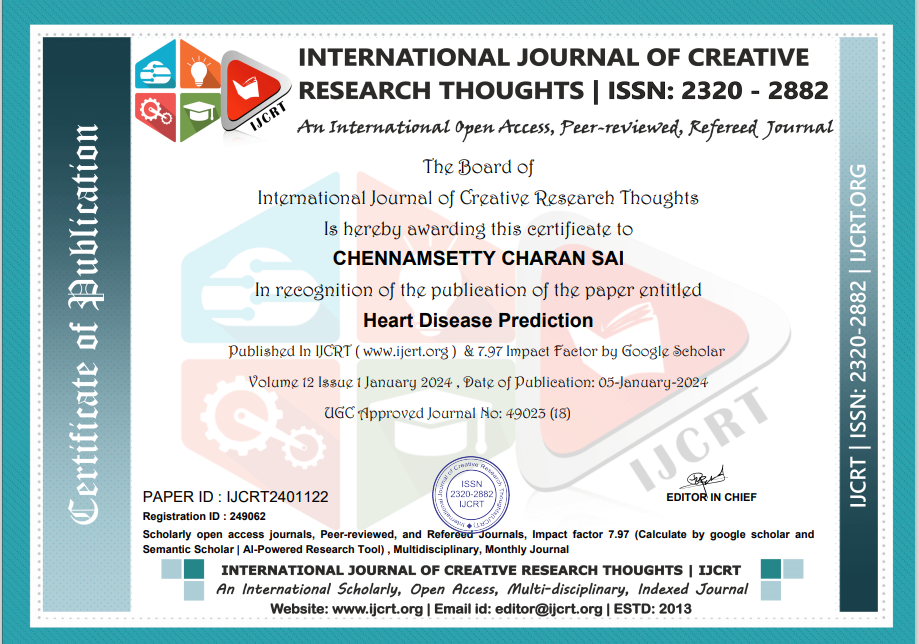 Certificate of Publication
IJCRT
INTERNATIONAL JOURNAL OF CREATIVE
RESEARCH THOUGHTS | ISSN: 2320 - 2882
An International Open Access, Peer-reviewed, Refereed Journal
The Board of
International Journal of Creative Research Thoughts
Is hereby awarding this certificate to
CHENNAMSETTY CHARAN SAI
In recognition of the publication of the paper entitled
Heart Disease Prediction
Published In IJCRT ( www.ijcrt.org ) & 7.97 Impact Factor by Google Scholar
Volume 12 Issue 1 January 2024 , Date of Publication: 05-January-2024
UGC Approved Journal No: 49023 (18)
IJCRT
IJCRT | ISSN: 2320-2882 | IJCRT.ORG
PAPER ID : IJCRT2401122
Registration ID : 249062
International Journal of Creative Research Thoughts (IJCRT)
ISSN
2320-2882
IJCRT
EDITOR IN CHIEF
Scholarly open access journals, Peer-reviewed, and Refereed Journals, Impact factor 7.97 (Calculate by google scholar and
Semantic Scholar | AI-Powered Research Tool) , Multidisciplinary, Monthly Journal
INTERNATIONAL JOURNAL OF CREATIVE RESEARCH THOUGHTS | IJCRT
An International Scholarly, Open Access, Multi-disciplinary, Indexed Journal
Website: www.ijcrt.org | Email id: editor@ijcrt.org | ESTD: 2013